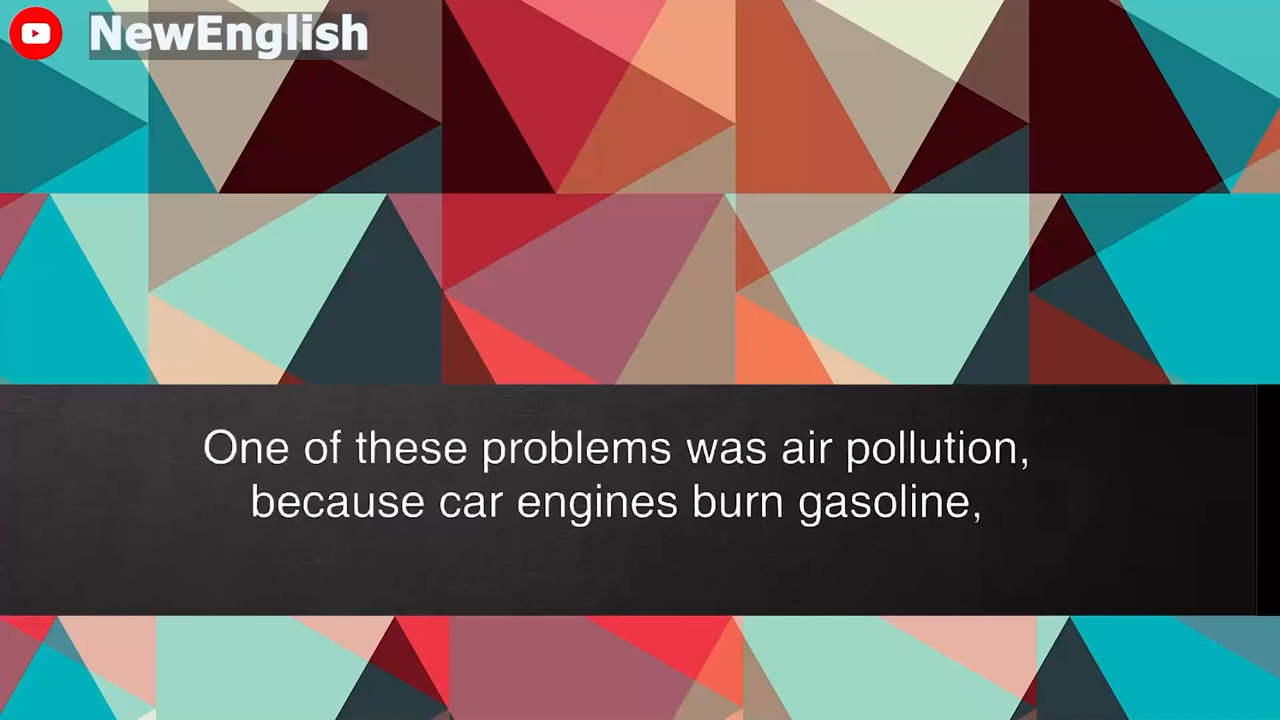 NewEnglish
One of these problems was air pollution,
because car engines burn gasoline,